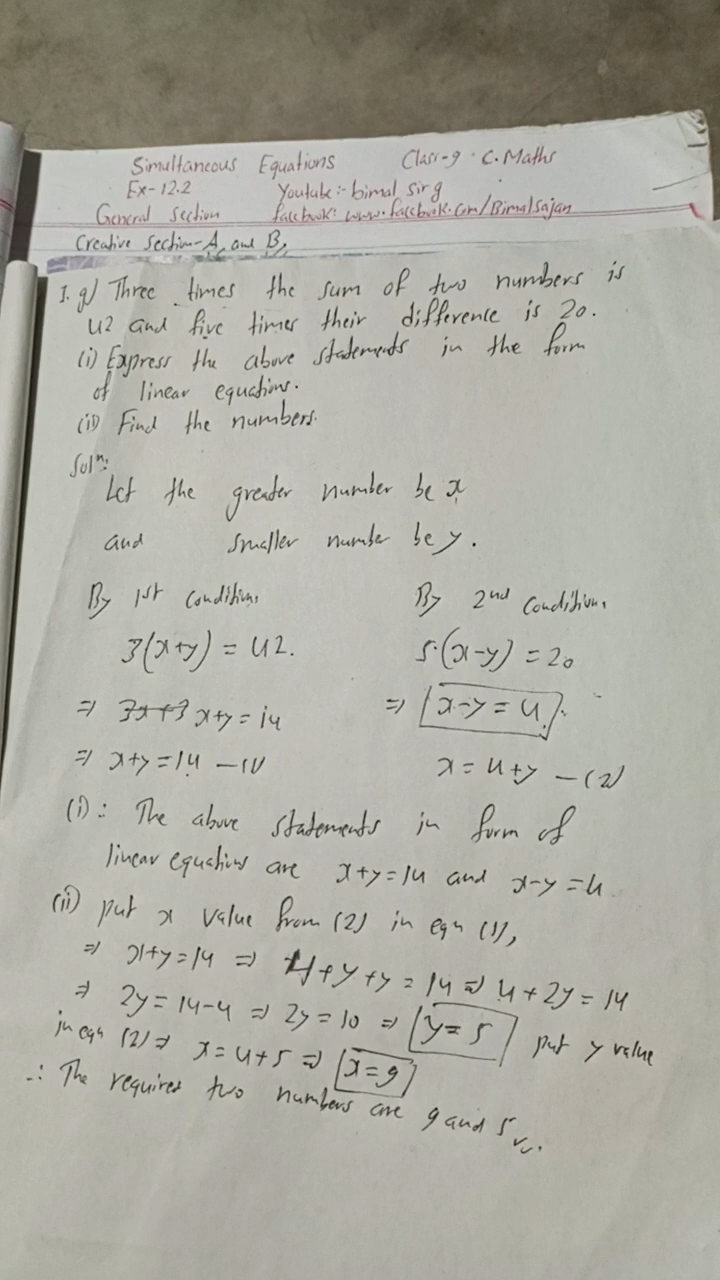 Simultaneous Equations Class-9 C. Maths
Ex-12.2 Youtube:- bimal sir g
General section facebook: www.facebook.com/Bimalsajan
Creative section-A, and B,
1. g) Three times the sum of two numbers is
42 and five times their difference is 20.
(i) Express the above statements in the form
of linear equations.
(ii) Find the numbers.
Solⁿ:
Let the greater number be x
and smaller number be y.
By 1st condition, By 2nd condition,
3(x+y) = 42. 5.(x-y) = 20
⇒ 3x+3 x+y = 14 ⇒ x-y = 4.
⇒ x+y = 14 —(1) x = 4+y —(2)
(i) ∴ The above statements in form of
linear equations are x+y = 14 and x-y = 4
(ii) put x value from (2) in eqn (1),
⇒ x+y = 14 ⇒ 4+y+y = 14 ⇒ 4+2y = 14
⇒ 2y = 14-4 ⇒ 2y = 10 ⇒ y = 5 put y value
in eqn (2) ⇒ x = 4+5 ⇒ x = 9
∴ The required two numbers are 9 and 5